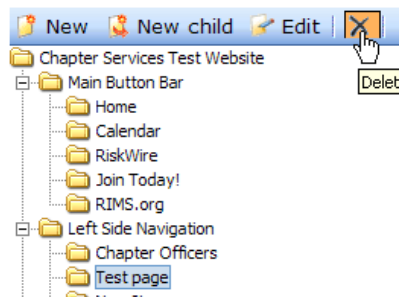 New New child Edit
Chapter Services Test Website
Main Button Bar
Delet
Home
Calendar
RiskWire
Join Today!
RIMS.org
Left Side Navigation
Chapter Officers
Test page